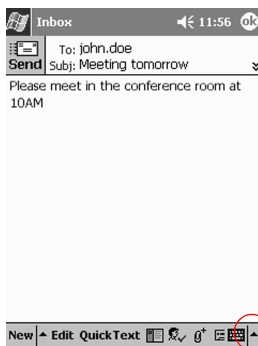 Inbox 11:56 ok
To: john.doe
Send Subj: Meeting tomorrow
Please meet in the conference room at
10AM
New Edit QuickText